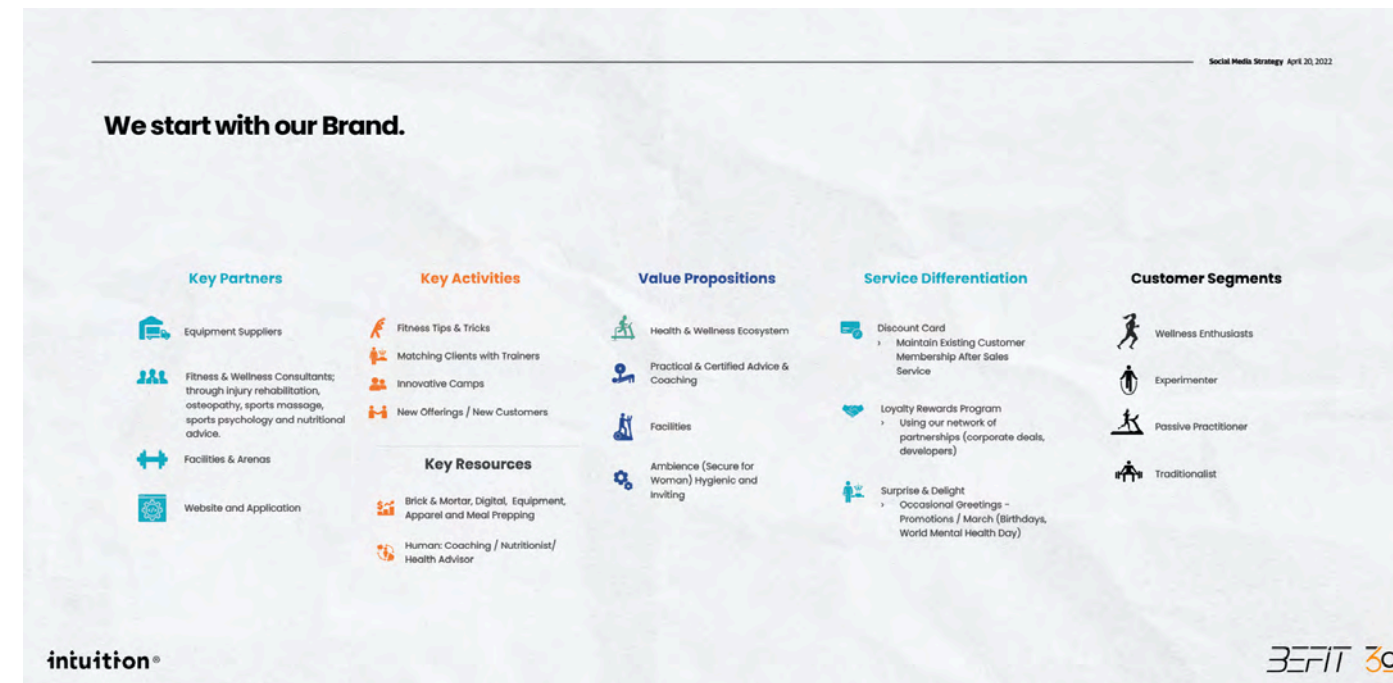 Social Media Strategy April 20, 2022
We start with our Brand.
Key Partners
Equipment Suppliers
Fitness & Wellness Consultants;
through injury rehabilitation,
osteopathy, sports massage,
sports psychology and nutritional
advice.
Facilities & Arenas
Website and Application
Key Activities
Fitness Tips & Tricks
Matching Clients with Trainers
Innovative Camps
New Offerings / New Customers
Key Resources
Brick & Mortar, Digital, Equipment,
Apparel and Meal Prepping
Human: Coaching / Nutritionist/
Health Advisor
Value Propositions
Health & Wellness Ecosystem
Practical & Certified Advice &
Coaching
Facilities
Ambience (Secure for
Woman) Hygienic and
Inviting
Service Differentiation
Discount Card
› Maintain Existing Customer
Membership After Sales
Service
Loyalty Rewards Program
› Using our network of
partnerships (corporate deals,
developers)
Surprise & Delight
› Occasional Greetings -
Promotions / March (Birthdays,
World Mental Health Day)
Customer Segments
Wellness Enthusiasts
Experimenter
Passive Practitioner
Traditionalist
intuition®
BEFIT